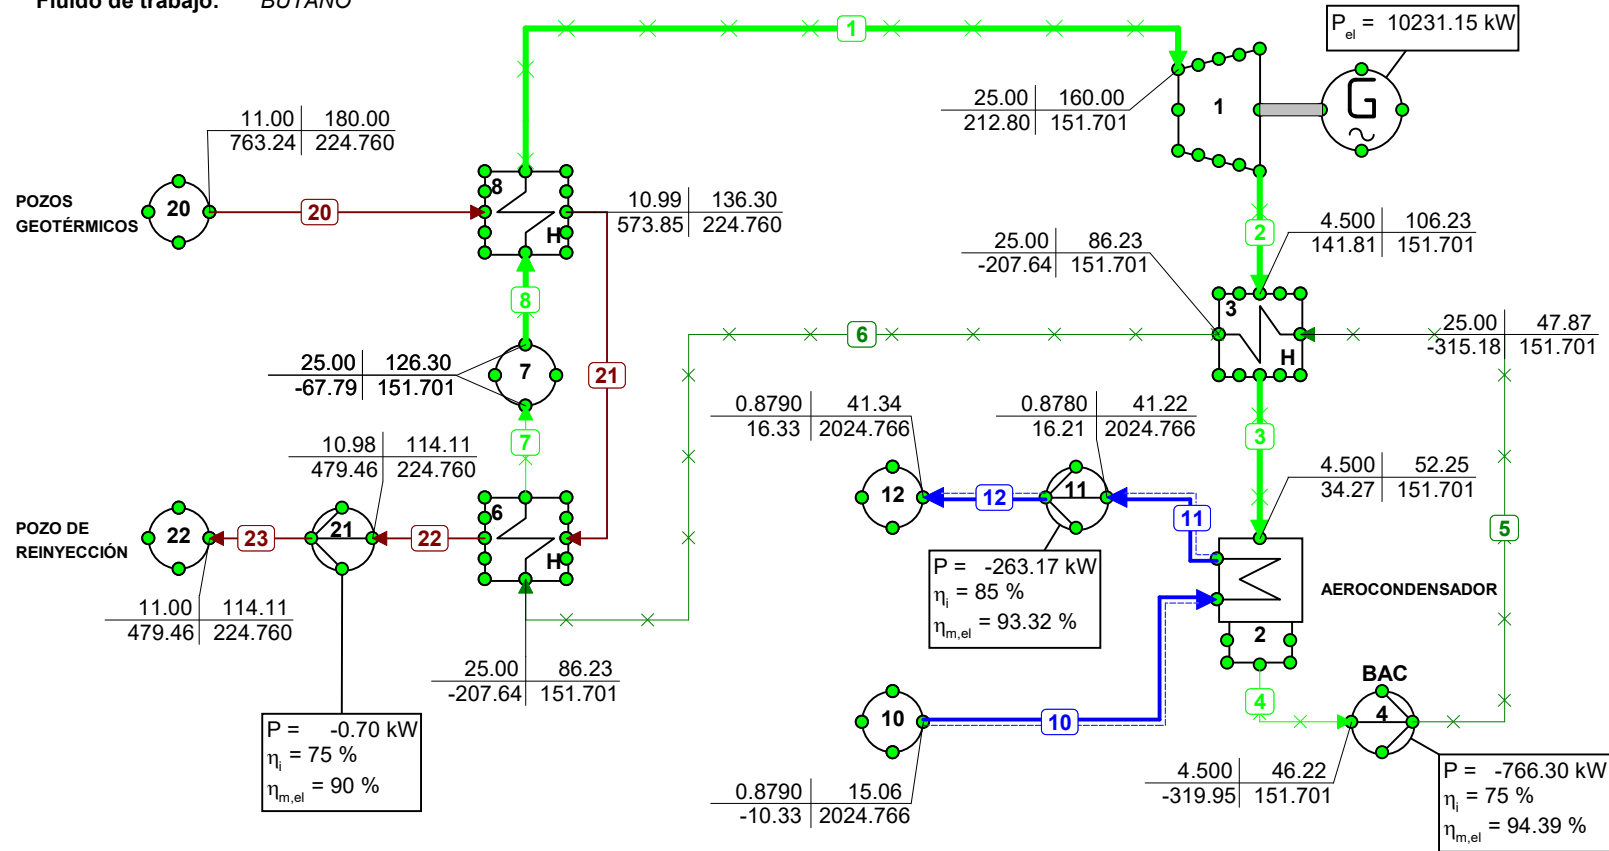 Fluido de trabajo: BUTANO
P_el = 10231.15 kW
1
11.00 180.00
763.24 224.760
25.00 160.00
212.80 151.701
1
G
POZOS
GEOTÉRMICOS
20
20
8
H
10.99 136.30
573.85 224.760
2
4.500 106.23
141.81 151.701
25.00 86.23
-207.64 151.701
8
3
H
6
25.00 47.87
-315.18 151.701
25.00 126.30
-67.79 151.701
7
21
0.8790 41.34
16.33 2024.766
0.8780 41.22
16.21 2024.766
7
3
10.98 114.11
479.46 224.760
4.500 52.25
34.27 151.701
POZO DE
REINYECCIÓN
22
23
21
22
6
H
12
12
11
11
5
P = -263.17 kW
η_i = 85 %
η_m,el = 93.32 %
AEROCONDENSADOR
2
11.00 114.11
479.46 224.760
25.00 86.23
-207.64 151.701
BAC
4
4
10
10
P = -0.70 kW
η_i = 75 %
η_m,el = 90 %
0.8790 15.06
-10.33 2024.766
4.500 46.22
-319.95 151.701
P = -766.30 kW
η_i = 75 %
η_m,el = 94.39 %